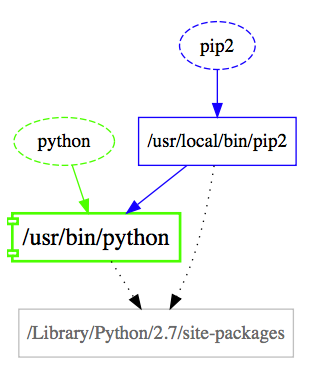 pip2
python
/usr/local/bin/pip2
/usr/bin/python
/Library/Python/2.7/site-packages